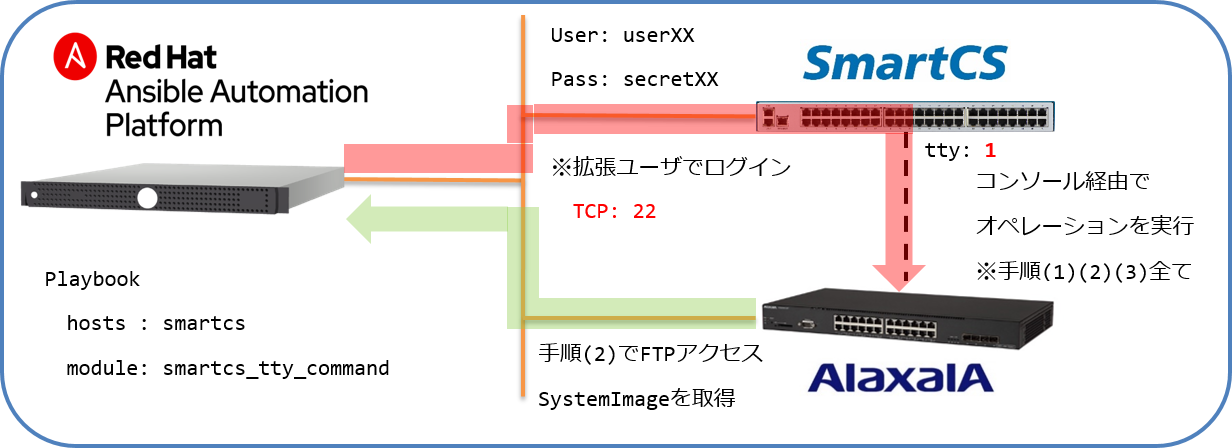 Red Hat
Ansible Automation
Platform
User: userXX
Pass: secretXX
SmartCS
※拡張ユーザでログイン
TCP: 22
tty: 1
コンソール経由で
オペレーションを実行
※手順(1)(2)(3)全て
Playbook
hosts : smartcs
module: smartcs_tty_command
手順(2)でFTPアクセス
SystemImageを取得
AlaxalA